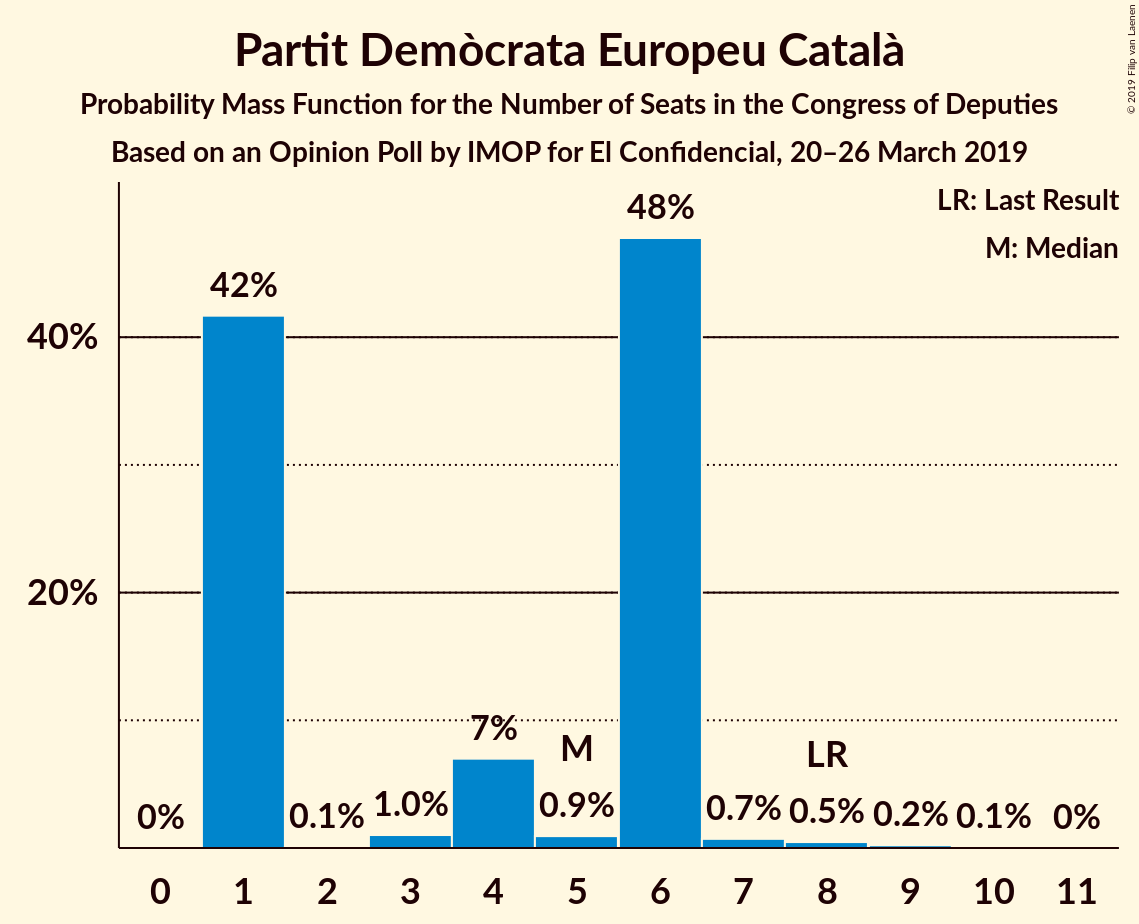 Partit Demòcrata Europeu Català
Probability Mass Function for the Number of Seats in the Congress of Deputies
Based on an Opinion Poll by IMOP for El Confidencial, 20–26 March 2019
© 2019 Filip van Laenen
LR: Last Result
M: Median
48%
42%
40%
20%
7%
M
LR
0%
0.1%
1.0%
0.9%
0.7%
0.5%
0.2%
0.1%
0%
0 1 2 3 4 5 6 7 8 9 10 11